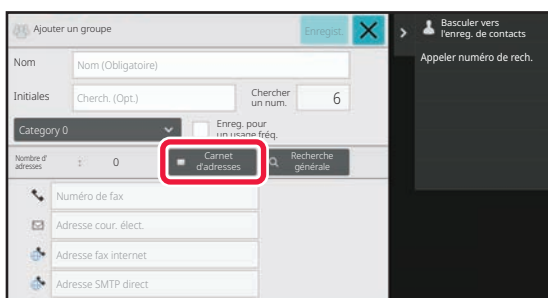 Ajouter un groupe
Enregist.
Nom
Nom (Obligatoire)
Initiales
Cherch. (Opt.)
Chercher
un num.
6
Category 0
Enreg. pour
un usage fréq.
Nombre d'
adresses
:
0
Carnet
d'adresses
Recherche
générale
Numéro de fax
Adresse cour. élect.
Adresse fax internet
Adresse SMTP direct
Basculer vers
l'enreg. de contacts
Appeler numéro de rech.